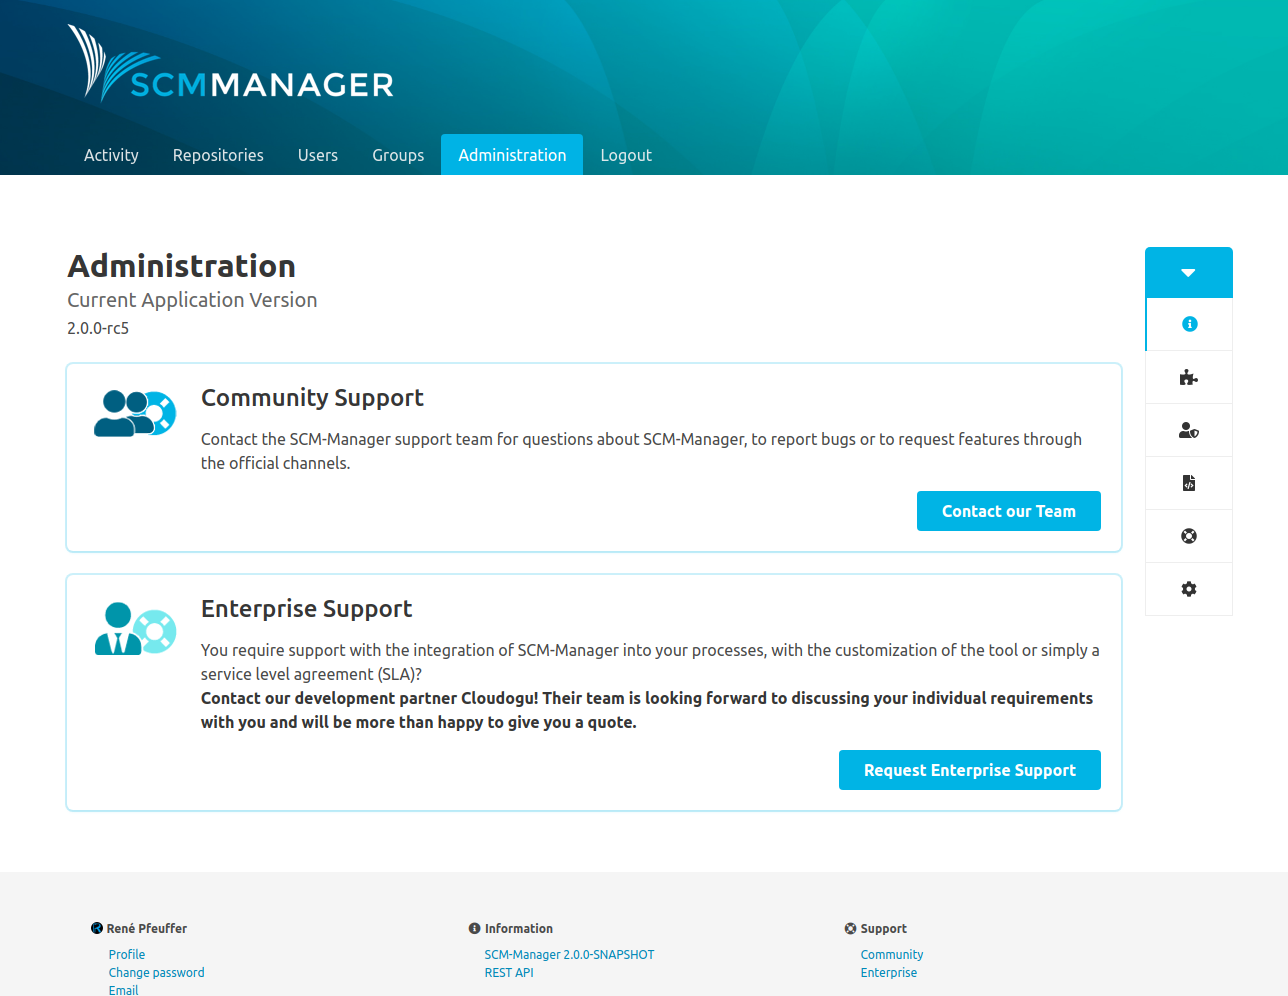 SCMMANAGER
Activity Repositories Users Groups Administration Logout
Administration
Current Application Version
2.0.0-rc5
Community Support
Contact the SCM-Manager support team for questions about SCM-Manager, to report bugs or to request features through
the official channels.
Contact our Team
Enterprise Support
You require support with the integration of SCM-Manager into your processes, with the customization of the tool or simply a
service level agreement (SLA)?
Contact our development partner Cloudogu! Their team is looking forward to discussing your individual requirements
with you and will be more than happy to give you a quote.
Request Enterprise Support
René Pfeuffer
Profile
Change password
Email
Information
SCM-Manager 2.0.0-SNAPSHOT
REST API
Support
Community
Enterprise